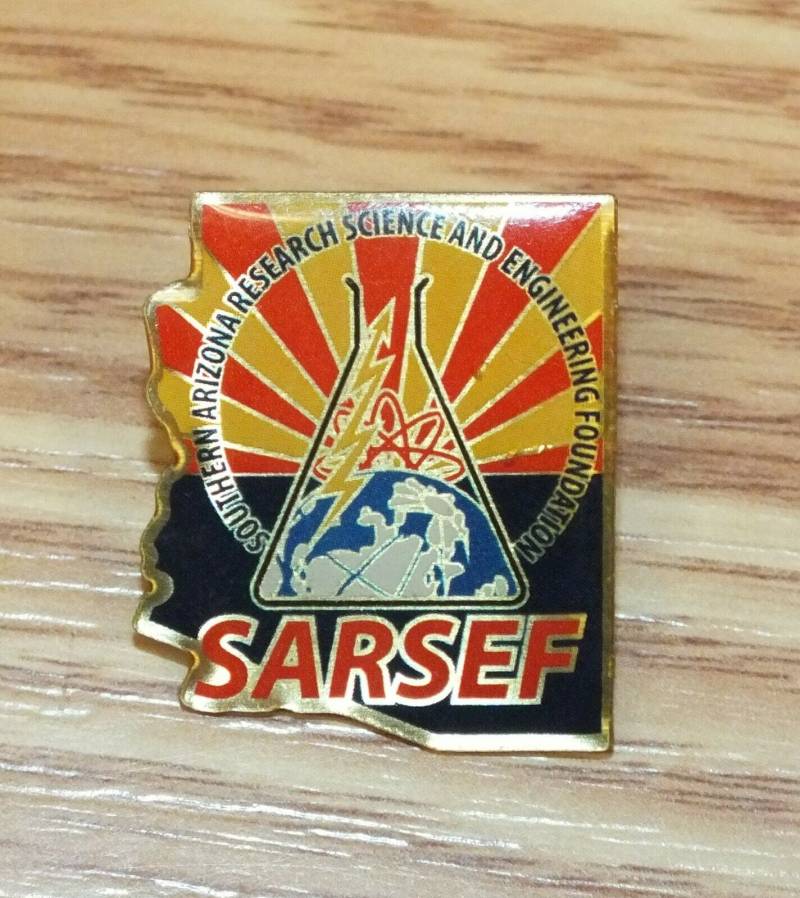 SOUTHERN ARIZONA RESEARCH SCIENCE AND ENGINEERING FOUNDATION
SARSEF